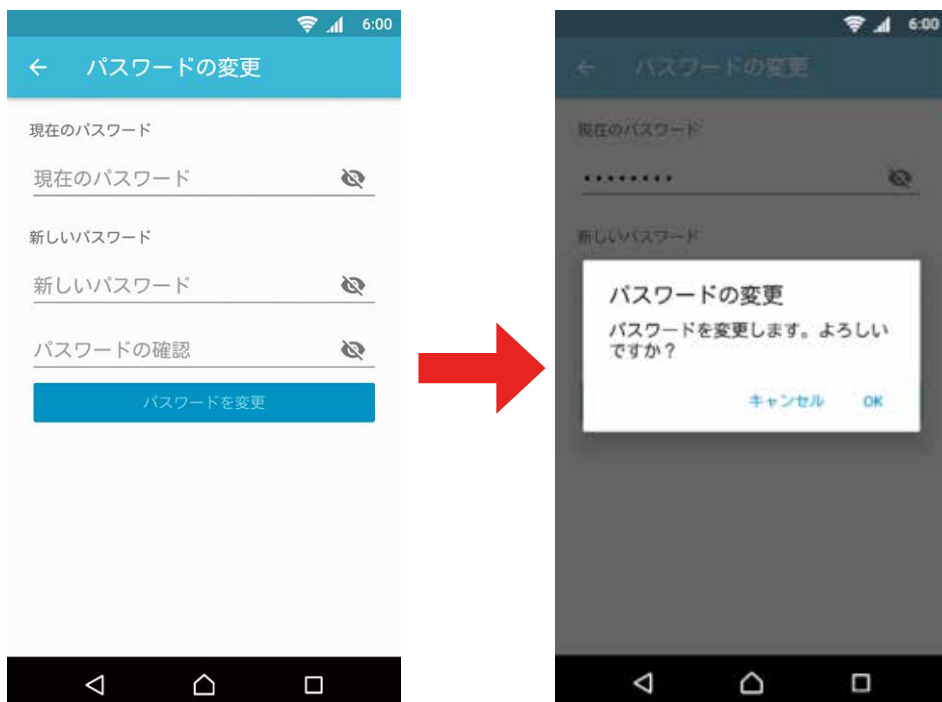 6:00
パスワードの変更
現在のパスワード
現在のパスワード
新しいパスワード
新しいパスワード
パスワードの確認
パスワードを変更
6:00
パスワードの変更
現在のパスワード
•••••••••
新しいパスワード
パスワードの変更
パスワードを変更します。よろしい
ですか？
キャンセル OK